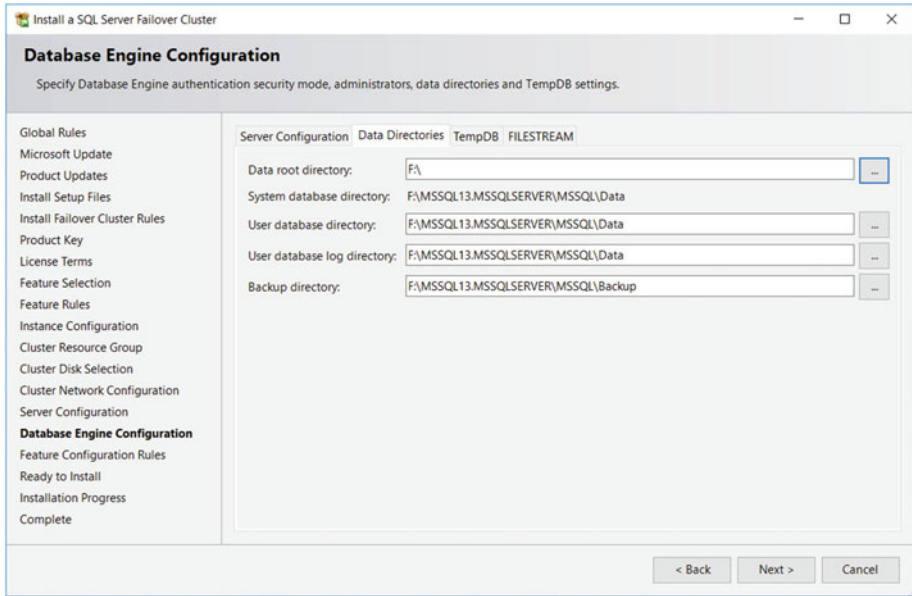 Install a SQL Server Failover Cluster
Database Engine Configuration
Specify Database Engine authentication security mode, administrators, data directories and TempDB settings.
Global Rules
Microsoft Update
Product Updates
Install Setup Files
Install Failover Cluster Rules
Product Key
License Terms
Feature Selection
Feature Rules
Instance Configuration
Cluster Resource Group
Cluster Disk Selection
Cluster Network Configuration
Server Configuration
Database Engine Configuration
Feature Configuration Rules
Ready to Install
Installation Progress
Complete
Server Configuration Data Directories TempDB FILESTREAM
Data root directory: F:\ ...
System database directory: F:\MSSQL13.MSSQLSERVER\MSSQL\Data
User database directory: F:\MSSQL13.MSSQLSERVER\MSSQL\Data ...
User database log directory: F:\MSSQL13.MSSQLSERVER\MSSQL\Data ...
Backup directory: F:\MSSQL13.MSSQLSERVER\MSSQL\Backup ...
< Back Next > Cancel